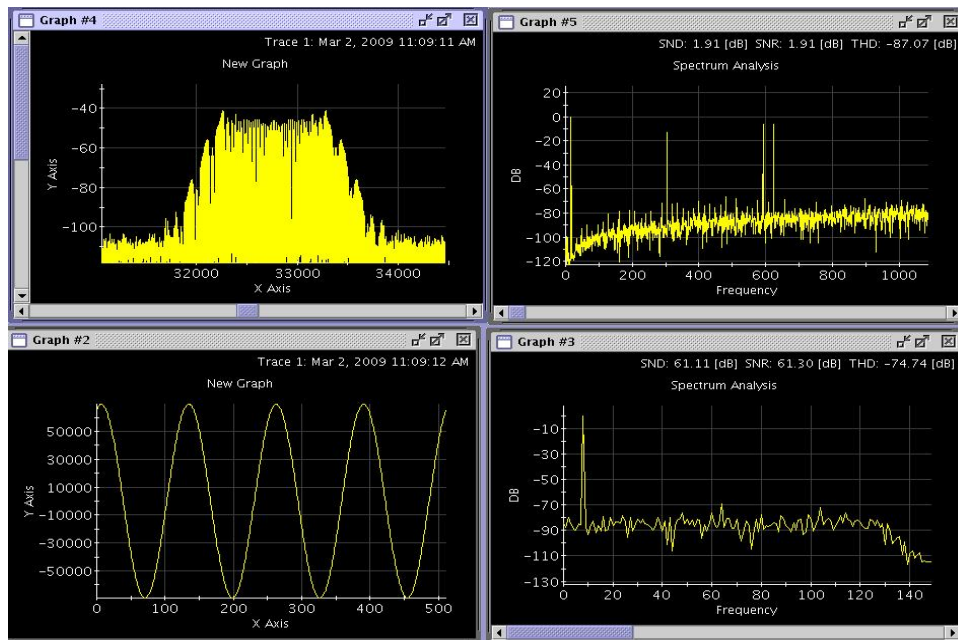 Graph #4
Trace 1: Mar 2, 2009 11:09:11 AM
New Graph
Y Axis
-40
-60
-80
-100
32000 33000 34000
X Axis
Graph #5
SND: 1.91 [dB] SNR: 1.91 [dB] THD: -87.07 [dB]
Spectrum Analysis
DB
20
0
-20
-40
-60
-80
-100
-120
0 200 400 600 800 1000
Frequency
Graph #2
Trace 1: Mar 2, 2009 11:09:12 AM
New Graph
Y Axis
50000
30000
10000
-10000
-30000
-50000
0 100 200 300 400 500
X Axis
Graph #3
SND: 61.11 [dB] SNR: 61.30 [dB] THD: -74.74 [dB]
Spectrum Analysis
DB
-10
-30
-50
-70
-90
-110
-130
0 20 40 60 80 100 120 140
Frequency